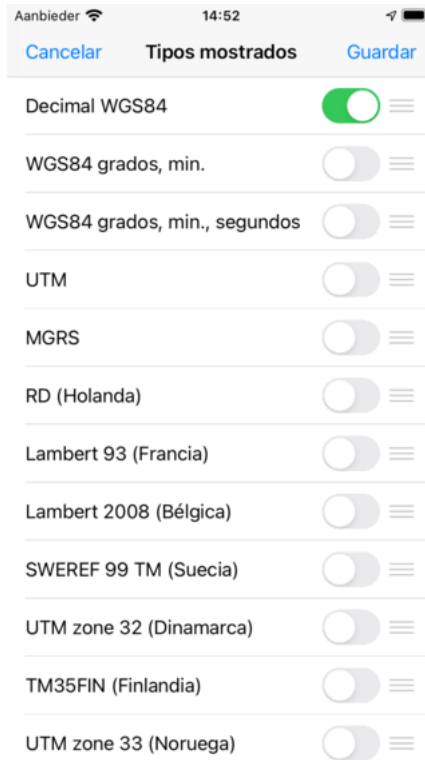 Aanbieder 14:52
Cancelar Tipos mostrados Guardar
Decimal WGS84
WGS84 grados, min.
WGS84 grados, min., segundos
UTM
MGRS
RD (Holanda)
Lambert 93 (Francia)
Lambert 2008 (Bélgica)
SWEREF 99 TM (Suecia)
UTM zone 32 (Dinamarca)
TM35FIN (Finlandia)
UTM zone 33 (Noruega)